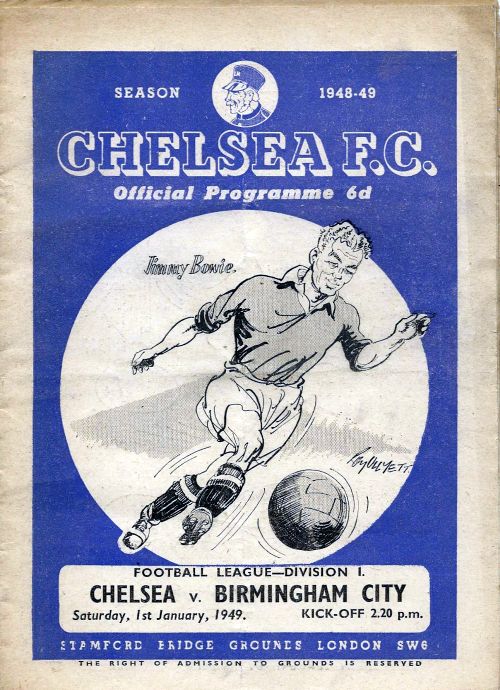 SEASON 1948-49
CHELSEA F.C.
Official Programme 6d
Jimmy Bowie.
FOOTBALL LEAGUE—DIVISION I.
CHELSEA v. BIRMINGHAM CITY
Saturday, 1st January, 1949. KICK-OFF 2.20 p.m.
STAMFORD BRIDGE GROUNDS LONDON SW6
THE RIGHT OF ADMISSION TO GROUNDS IS RESERVED